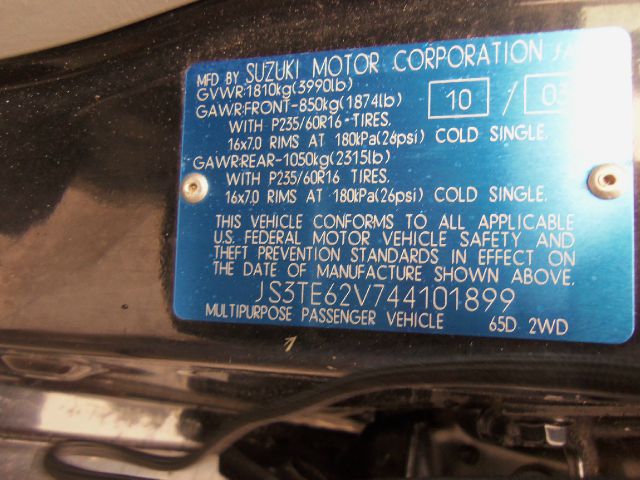 MFD BY SUZUKI MOTOR CORPORATION
GVWR:1810kg(3990lb)
GAWR:FRONT-850kg(1874lb) 10 / 03
WITH P235/60R16 TIRES.
16x7.0 RIMS AT 180kPa(26psi) COLD SINGLE.
GAWR:REAR-1050kg(2315lb)
WITH P235/60R16 TIRES.
16x7.0 RIMS AT 180kPa(26psi) COLD SINGLE.
THIS VEHICLE CONFORMS TO ALL APPLICABLE
U.S. FEDERAL MOTOR VEHICLE SAFETY AND
THEFT PREVENTION STANDARDS IN EFFECT ON
THE DATE OF MANUFACTURE SHOWN ABOVE.
JS3TE62V744101899
MULTIPURPOSE PASSENGER VEHICLE 65D 2WD